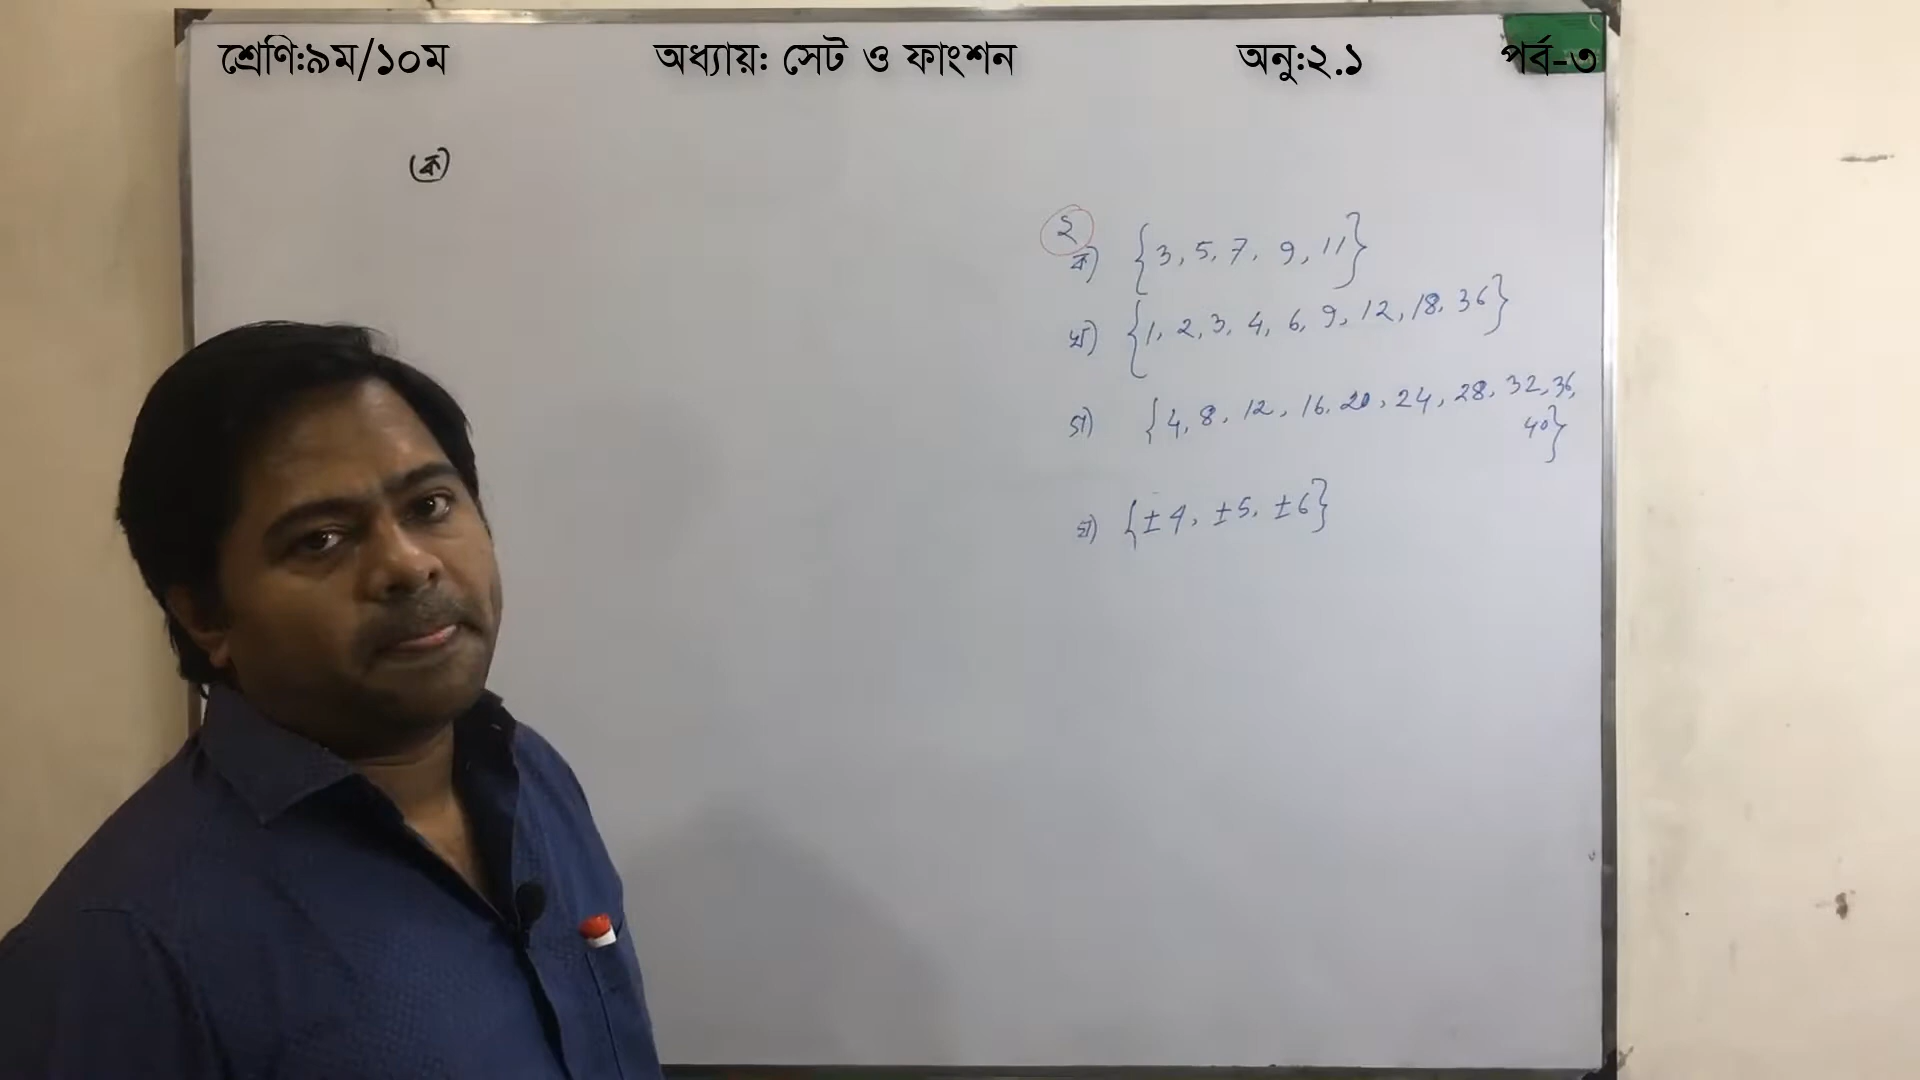 শ্রেণি:৯ম/১০ম অধ্যায়: সেট ও ফাংশন অনু:২.১ পর্ব-৩
(ক)
২
ক) {3, 5, 7, 9, 11}
খ) {1, 2, 3, 4, 6, 9, 12, 18, 36}
গ) {4, 8, 12, 16, 20, 24, 28, 32, 36,
40}
ঘ) {±4, ±5, ±6}